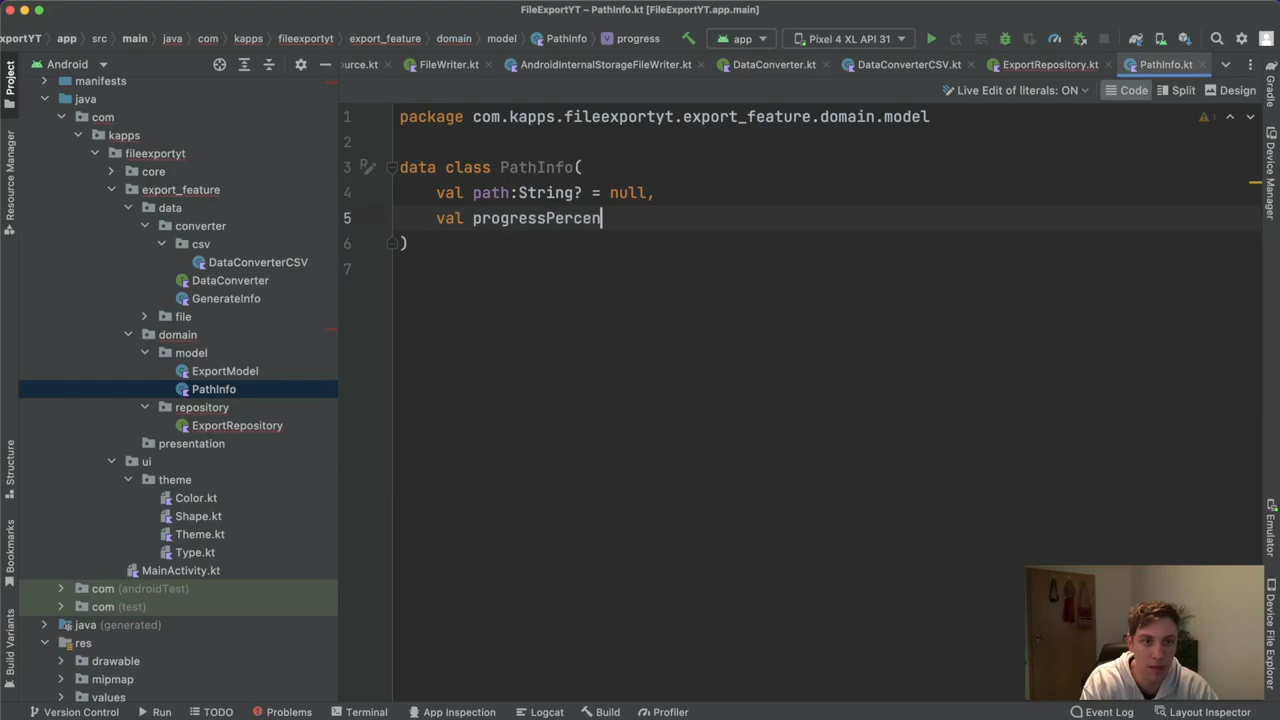 FileExportYT – PathInfo.kt [FileExportYT.app.main]
exportYT app src main java com kapps fileexportyt export_feature domain model PathInfo progress app Pixel 4 XL API 31
Android
ource.kt FileWriter.kt AndroidInternalStorageFileWriter.kt DataConverter.kt DataConverterCSV.kt ExportRepository.kt PathInfo.kt
Live Edit of literals: ON Code Split Design
Project
Resource Manager
Structure
Bookmarks
Build Variants
manifests
java
com
kapps
fileexportyt
core
export_feature
data
converter
csv
DataConverterCSV
DataConverter
GenerateInfo
file
domain
model
ExportModel
PathInfo
repository
ExportRepository
presentation
ui
theme
Color.kt
Shape.kt
Theme.kt
Type.kt
MainActivity.kt
com (androidTest)
com (test)
java (generated)
res
drawable
mipmap
values
1 package com.kapps.fileexportyt.export_feature.domain.model
2
3 data class PathInfo(
4 val path:String? = null,
5 val progressPercen
6 )
7
1
Gradle
Device Manager
Emulator
Device File Explorer
Version Control Run TODO Problems Terminal App Inspection Logcat Build Profiler Event Log Layout Inspector